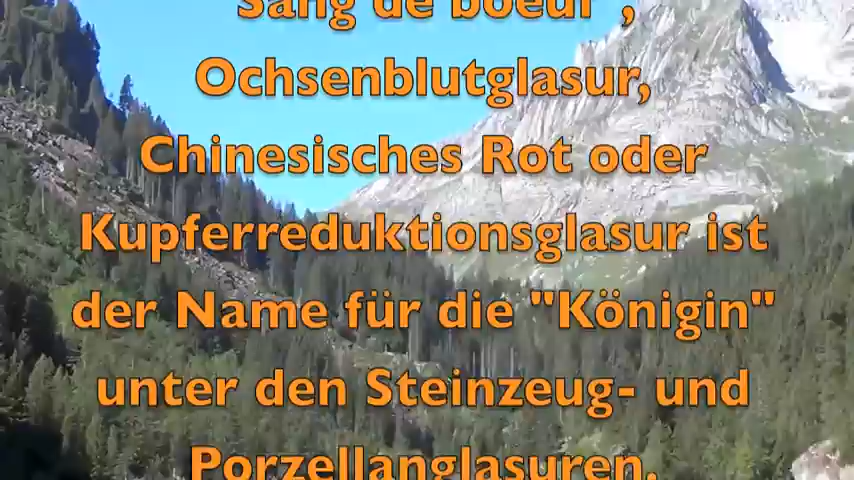 Sang de boeuf ,
Ochsenblutglasur,
Chinesisches Rot oder
Kupferreduktionsglasur ist
der Name für die "Königin"
unter den Steinzeug- und
Porzellanglasuren.